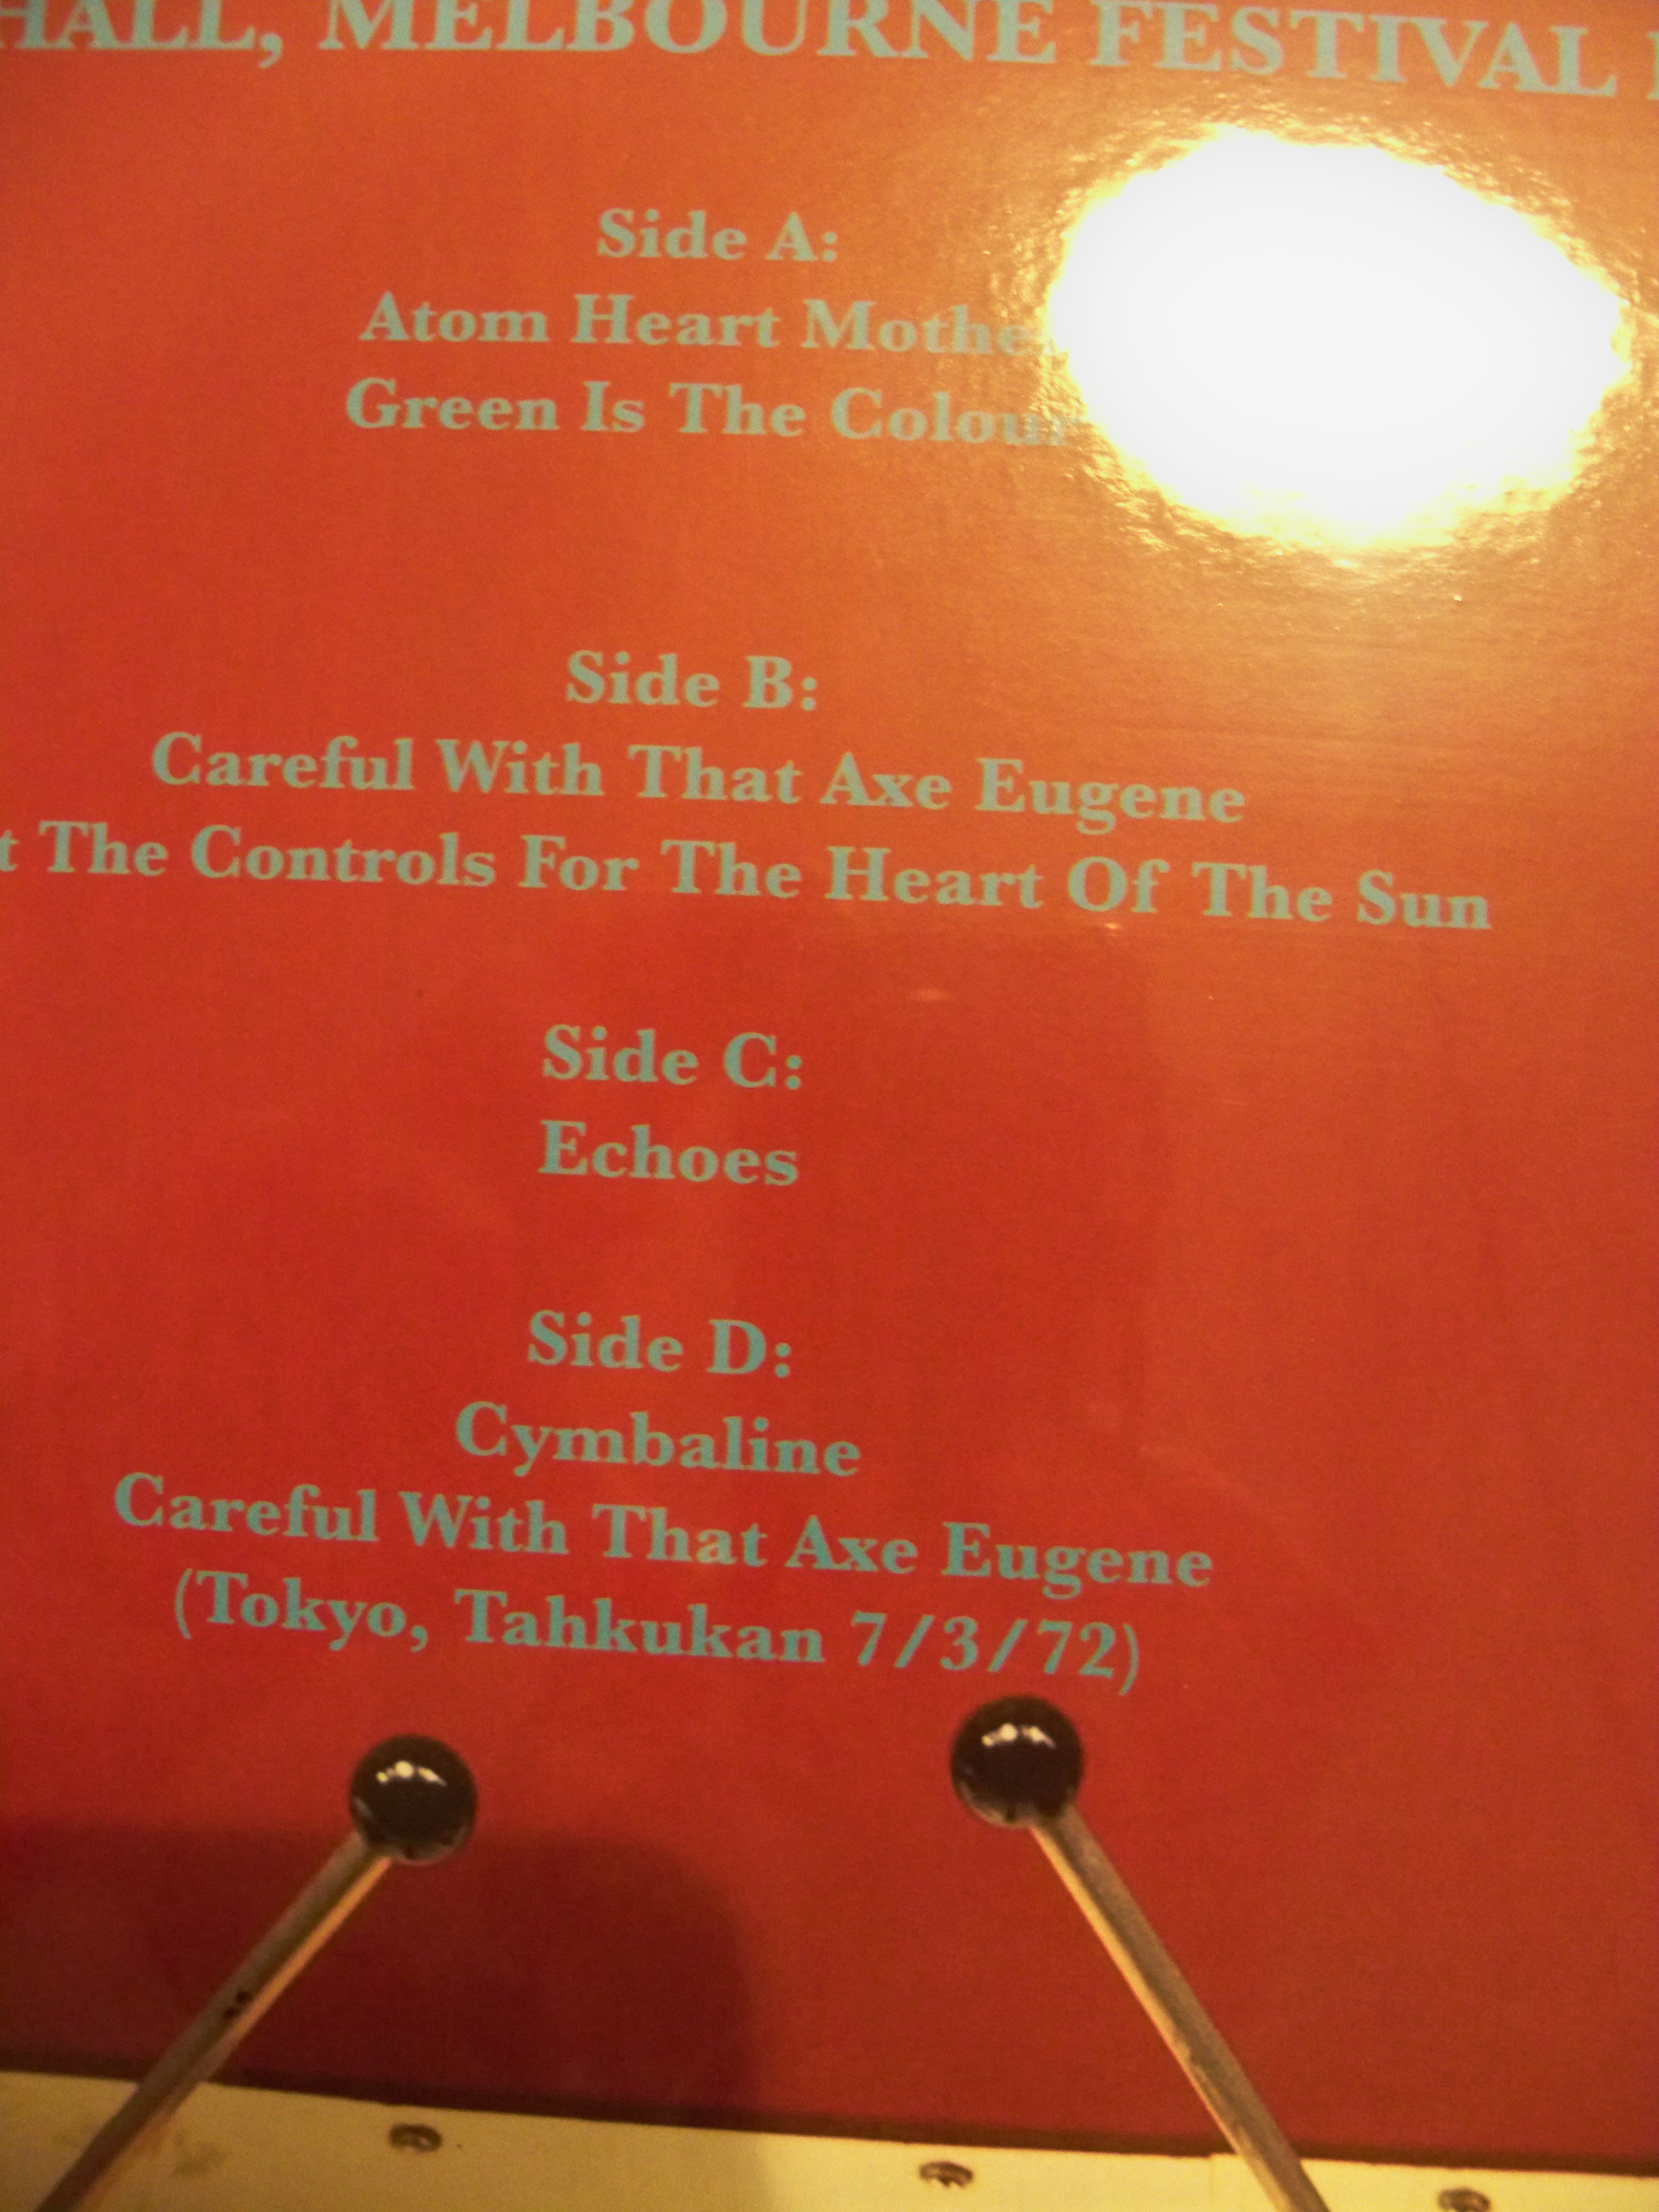 HALL, MELBOURNE FESTIVAL
Side A:
Atom Heart Mothe
Green Is The Colour
Side B:
Careful With That Axe Eugene
t The Controls For The Heart Of The Sun
Side C:
Echoes
Side D:
Cymbaline
Careful With That Axe Eugene
(Tokyo, Tahkukan 7/3/72)